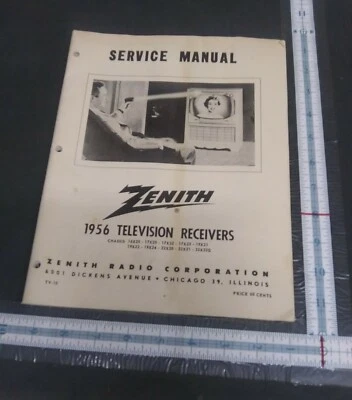 SERVICE MANUAL
ZENITH
1956 TELEVISION RECEIVERS
ZENITH RADIO CORPORATION
6001 DICKENS AVENUE • CHICAGO 39, ILLINOIS
PRICE 50 CENTS